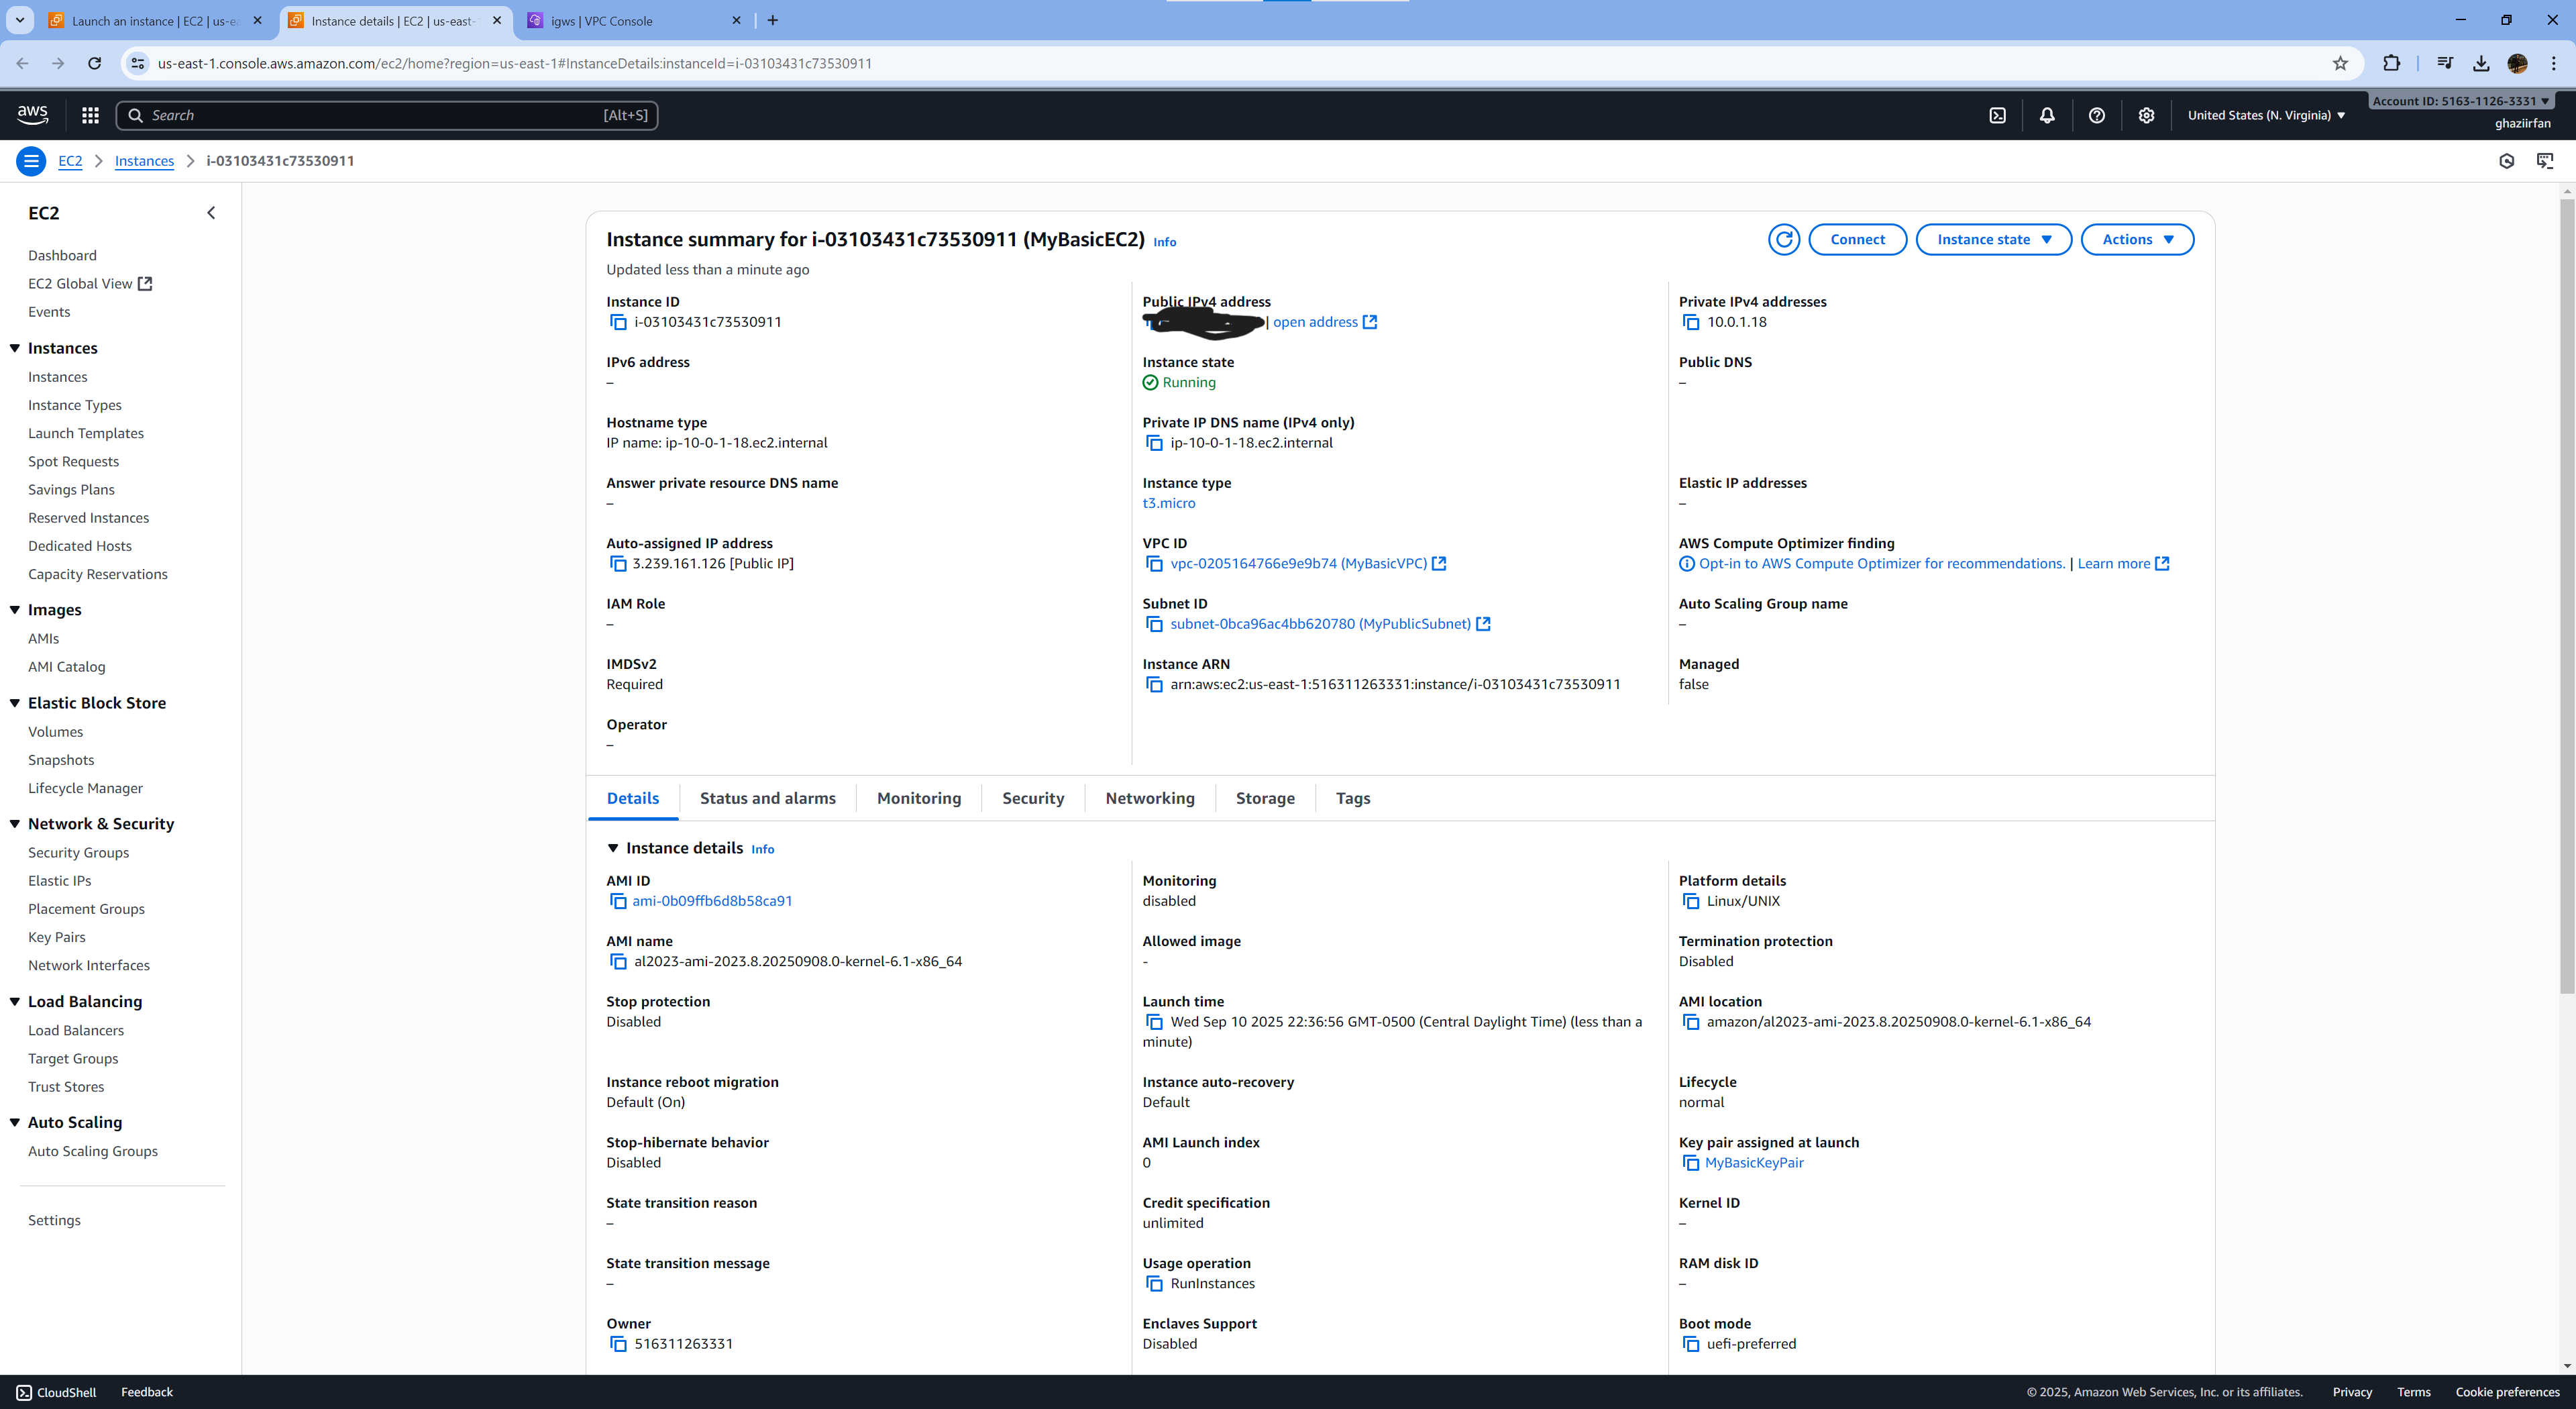 Launch an instance | EC2 | us-ea
Instance details | EC2 | us-east-
igws | VPC Console
us-east-1.console.aws.amazon.com/ec2/home?region=us-east-1#InstanceDetails:instanceId=i-03103431c73530911
aws
Search
[Alt+S]
United States (N. Virginia)
Account ID: 5163-1126-3331
ghaziirfan
EC2
Instances
i-03103431c73530911
EC2
Dashboard
EC2 Global View
Events
Instances
Instances
Instance Types
Launch Templates
Spot Requests
Savings Plans
Reserved Instances
Dedicated Hosts
Capacity Reservations
Images
AMIs
AMI Catalog
Elastic Block Store
Volumes
Snapshots
Lifecycle Manager
Network & Security
Security Groups
Elastic IPs
Placement Groups
Key Pairs
Network Interfaces
Load Balancing
Load Balancers
Target Groups
Trust Stores
Auto Scaling
Auto Scaling Groups
Settings
Instance summary for i-03103431c73530911 (MyBasicEC2) Info
Updated less than a minute ago
Connect
Instance state
Actions
Instance ID
i-03103431c73530911
Public IPv4 address
| open address
Private IPv4 addresses
10.0.1.18
IPv6 address
–
Instance state
Running
Public DNS
–
Hostname type
IP name: ip-10-0-1-18.ec2.internal
Private IP DNS name (IPv4 only)
ip-10-0-1-18.ec2.internal
Answer private resource DNS name
–
Instance type
t3.micro
Elastic IP addresses
–
Auto-assigned IP address
3.239.161.126 [Public IP]
VPC ID
vpc-0205164766e9e9b74 (MyBasicVPC)
AWS Compute Optimizer finding
Opt-in to AWS Compute Optimizer for recommendations. | Learn more
IAM Role
–
Subnet ID
subnet-0bca96ac4bb620780 (MyPublicSubnet)
Auto Scaling Group name
–
IMDSv2
Required
Instance ARN
arn:aws:ec2:us-east-1:516311263331:instance/i-03103431c73530911
Managed
false
Operator
–
Details
Status and alarms
Monitoring
Security
Networking
Storage
Tags
Instance details Info
AMI ID
ami-0b09ffb6d8b58ca91
Monitoring
disabled
Platform details
Linux/UNIX
AMI name
al2023-ami-2023.8.20250908.0-kernel-6.1-x86_64
Allowed image
-
Termination protection
Disabled
Stop protection
Disabled
Launch time
Wed Sep 10 2025 22:36:56 GMT-0500 (Central Daylight Time) (less than a
minute)
AMI location
amazon/al2023-ami-2023.8.20250908.0-kernel-6.1-x86_64
Instance reboot migration
Default (On)
Instance auto-recovery
Default
Lifecycle
normal
Stop-hibernate behavior
Disabled
AMI Launch index
0
Key pair assigned at launch
MyBasicKeyPair
State transition reason
–
Credit specification
unlimited
Kernel ID
–
State transition message
–
Usage operation
RunInstances
RAM disk ID
–
Owner
516311263331
Enclaves Support
Disabled
Boot mode
uefi-preferred
CloudShell
Feedback
© 2025, Amazon Web Services, Inc. or its affiliates.
Privacy
Terms
Cookie preferences